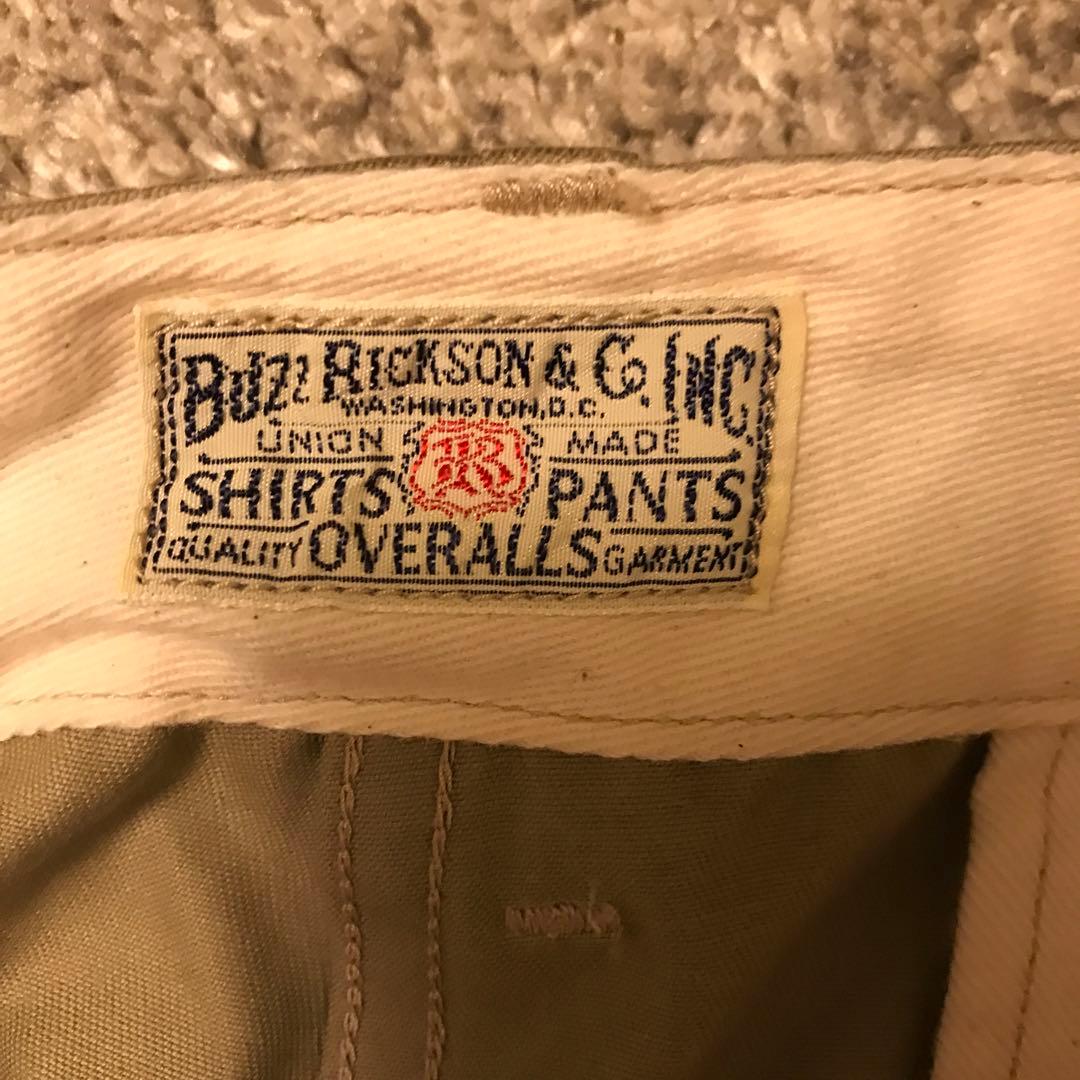 BUZZ RICKSON & CO. INC.
WASHINGTON, D.C.
UNION MADE
R
SHIRTS PANTS
QUALITY OVERALLS GARMENT